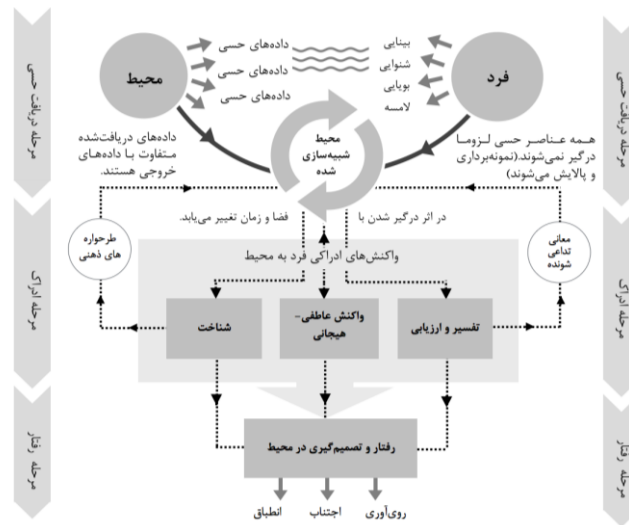 مرحله دریافت حسی
مرحله ادراک
مرحله رفتار
فرد
محیط
بینایی
شنوایی
بویایی
لامسه
داده‌های حسی
داده‌های حسی
داده‌های حسی
محیط
شبیه‌سازی
شده
همه عناصر حسی لزوما
درگیر نمی‌شوند.(نمونه‌برداری
و پالایش می‌شوند)
داده‌های دریافت‌شده
متفاوت با داده‌های
خروجی هستند.
در اثر درگیر شدن با
فضا و زمان تغییر می‌یابد.
معانی
تداعی
شونده
طرحواره
های ذهنی
واکنش‌های ادراکی فرد به محیط
تفسیر و ارزیابی
واکنش عاطفی-
هیجانی
شناخت
رفتار و تصمیم‌گیری در محیط
روی‌آوری
اجتناب
انطباق
مرحله دریافت حسی
مرحله ادراک
مرحله رفتار